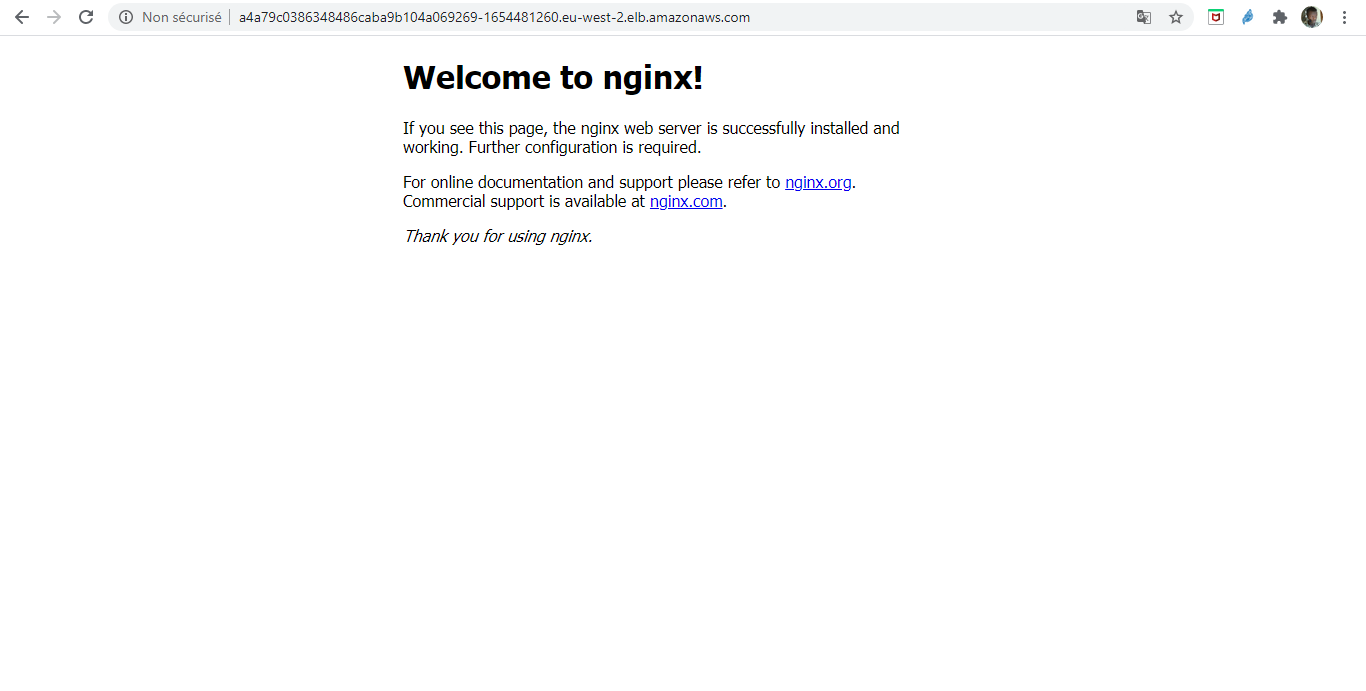 Non sécurisé
a4a79c0386348486caba9b104a069269-1654481260.eu-west-2.elb.amazonaws.com
Welcome to nginx!
If you see this page, the nginx web server is successfully installed and
working. Further configuration is required.
For online documentation and support please refer to nginx.org.
Commercial support is available at nginx.com.
Thank you for using nginx.